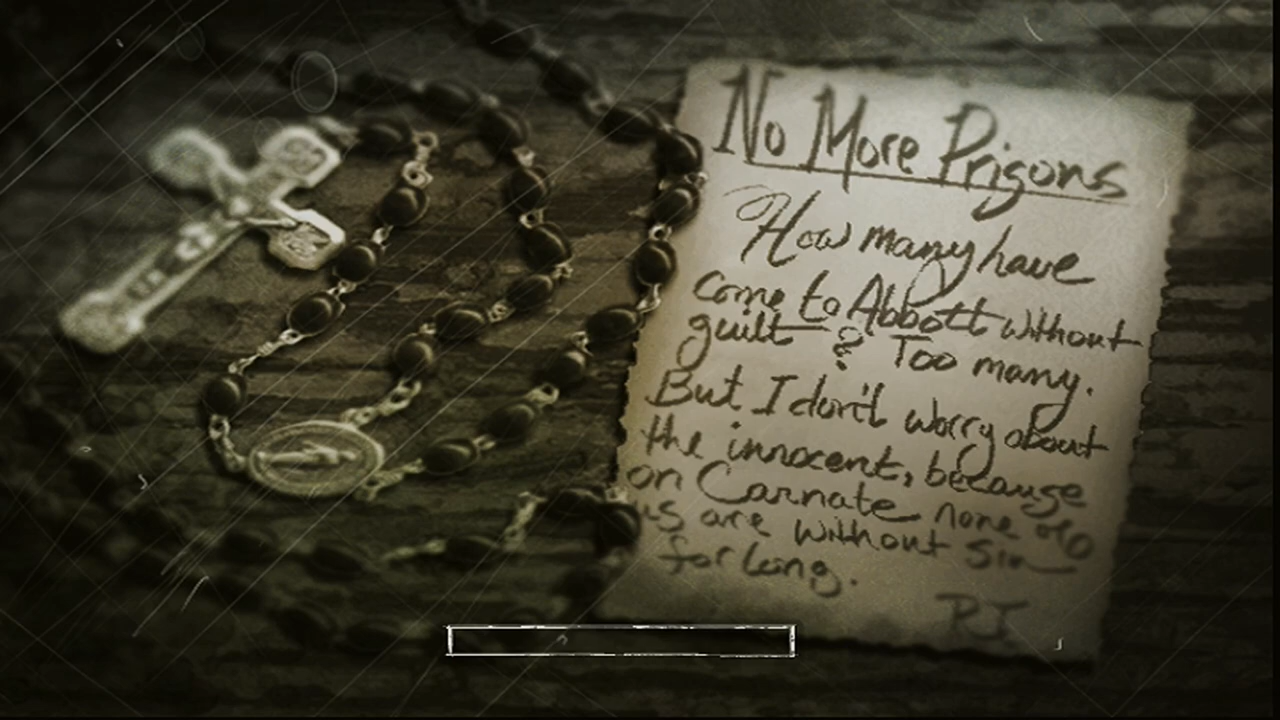 No More Prisons
How many have
come to Abbott without
guilt? Too many.
But I don't worry about
the innocent, because
on Carnate none of
us are without Sin
for long.
RJ